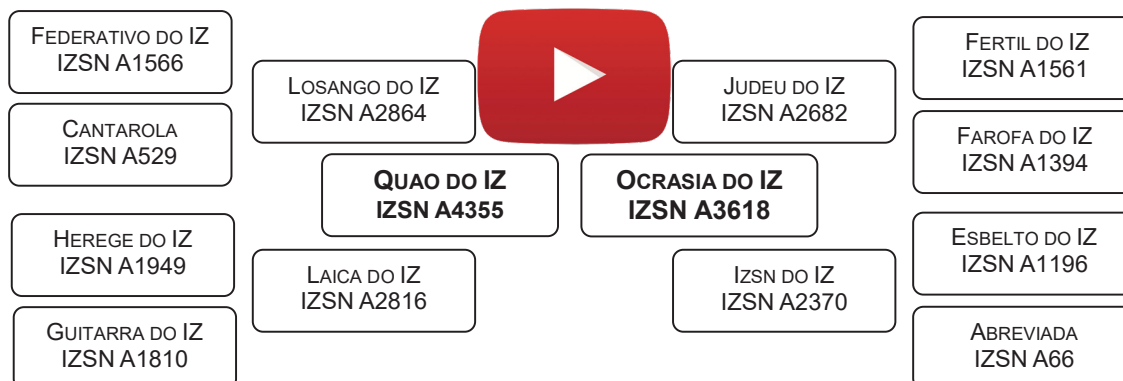 FEDERATIVO DO IZ
IZSN A1566
CANTAROLA
IZSN A529
HEREGE DO IZ
IZSN A1949
GUITARRA DO IZ
IZSN A1810
LOSANGO DO IZ
IZSN A2864
LAICA DO IZ
IZSN A2816
QUAO DO IZ
IZSN A4355
OCRASIA DO IZ
IZSN A3618
JUDEU DO IZ
IZSN A2682
IZSN DO IZ
IZSN A2370
FERTIL DO IZ
IZSN A1561
FAROFA DO IZ
IZSN A1394
ESBELTO DO IZ
IZSN A1196
ABREVIADA
IZSN A66